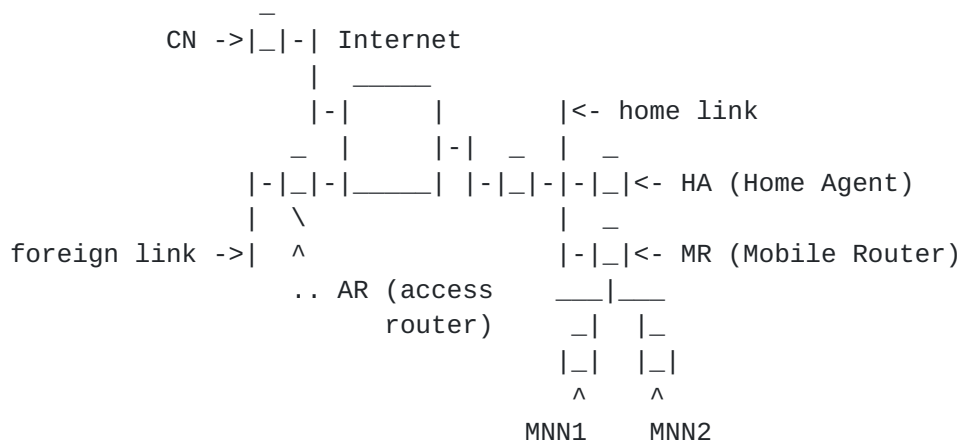 CN -> Internet
<- home link
<- HA (Home Agent)
foreign link -> <- MR (Mobile Router)
.. AR (access
router)
MNN1 MNN2